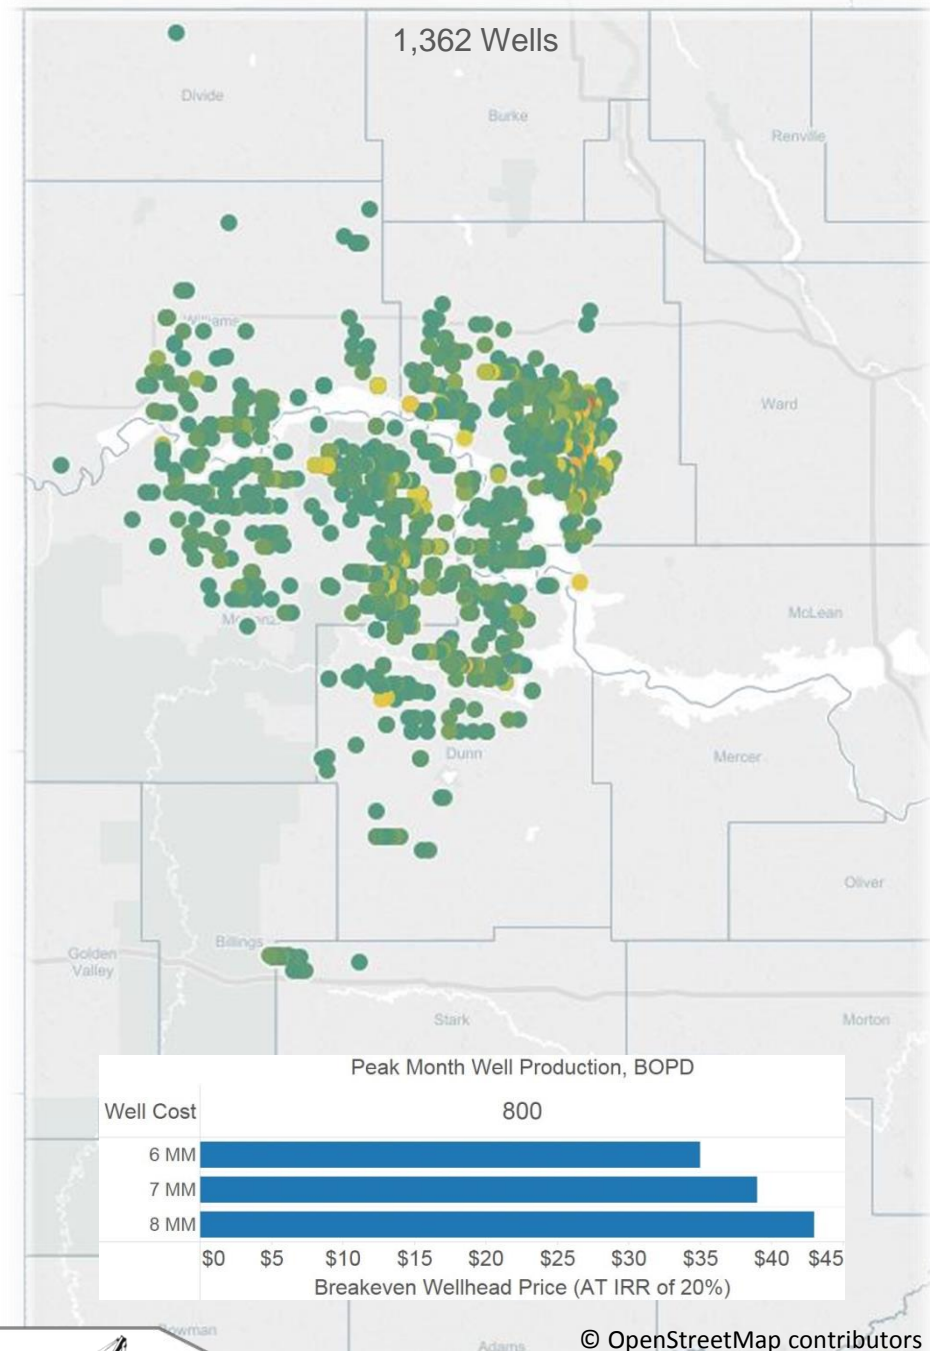 1,362 Wells
Divide
Burke
Renville
Williams
Ward
McLean
Dunn
Mercer
Oliver
Billings
Golden
Valley
Stark
Morton
Peak Month Well Production, BOPD
Well Cost
800
6 MM
7 MM
8 MM
$0 $5 $10 $15 $20 $25 $30 $35 $40 $45
Breakeven Wellhead Price (AT IRR of 20%)
Bowman
Adams
© OpenStreetMap contributors